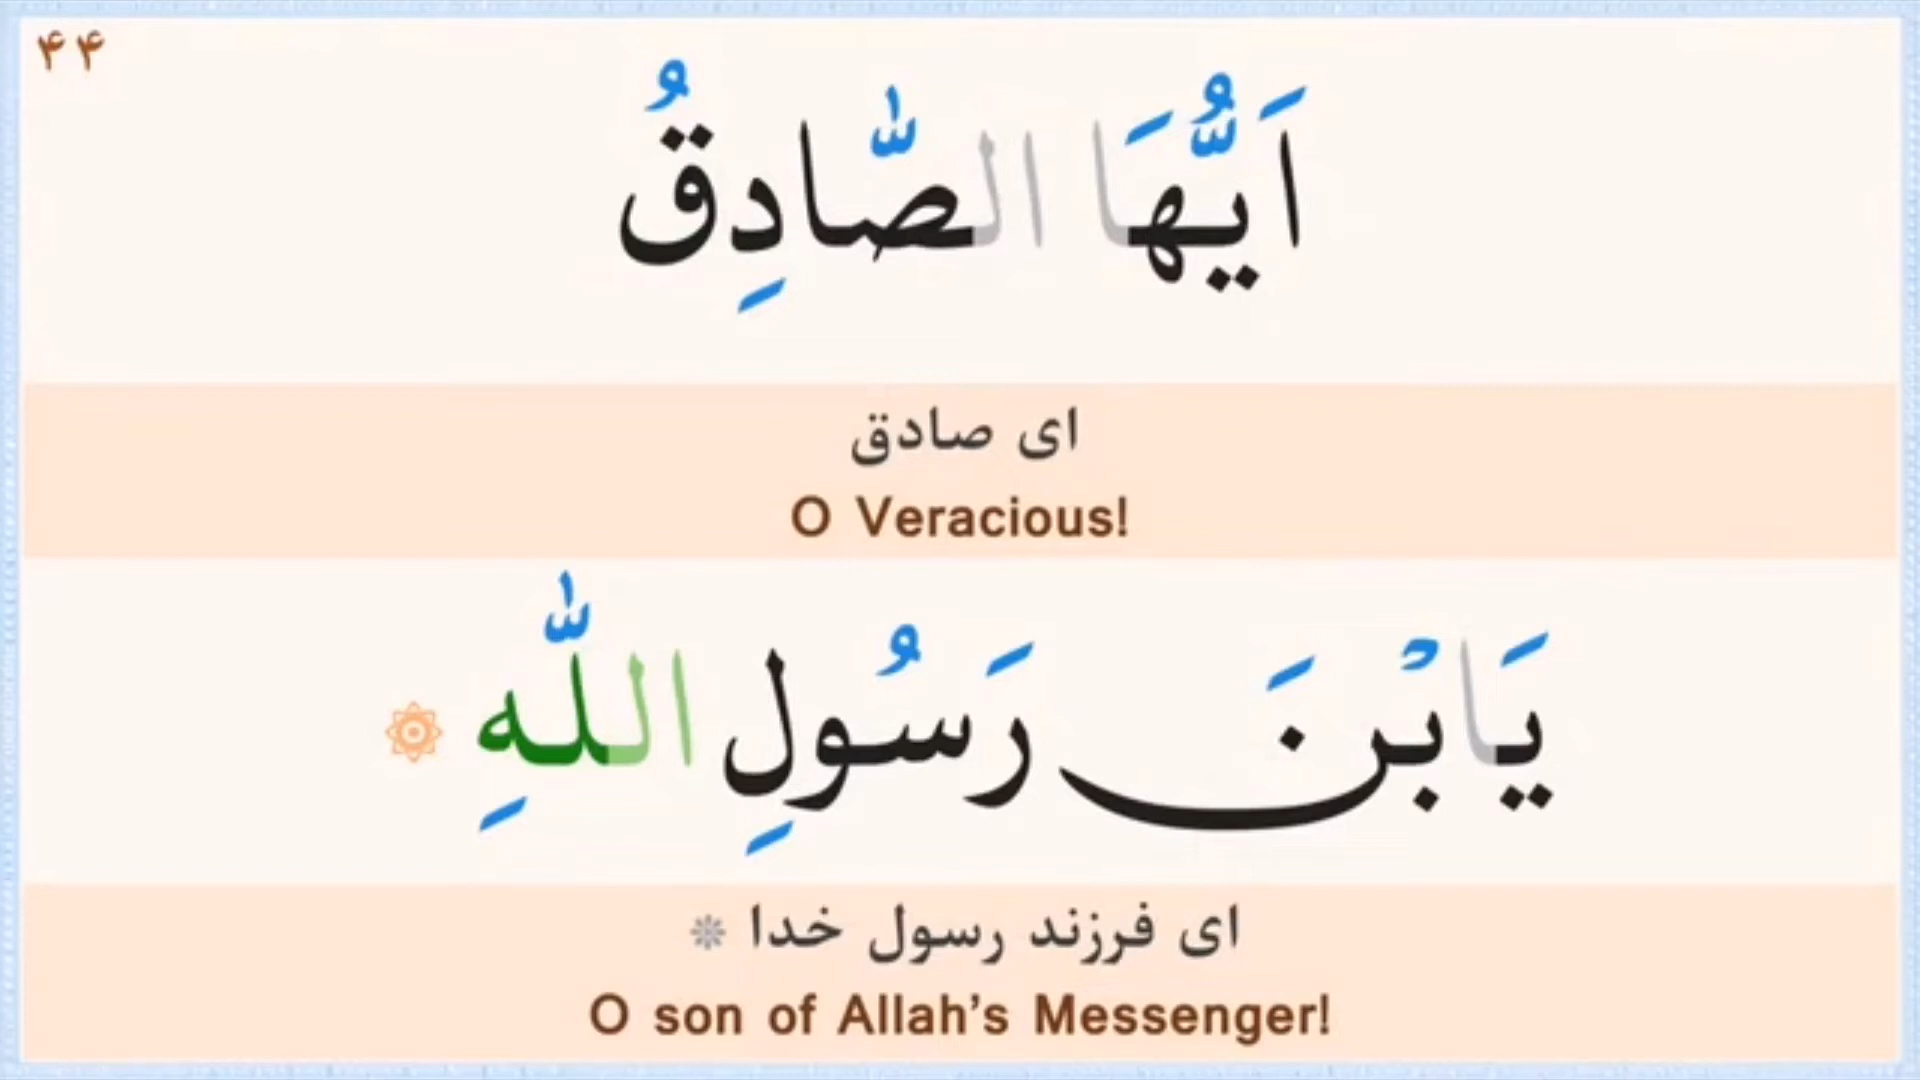 ۴۴
اَيُّهَا الصّٰادِقُ
ای صادق
O Veracious!
يَابْنَ رَسُولِ اللّٰهِ
ای فرزند رسول خدا *
O son of Allah’s Messenger!